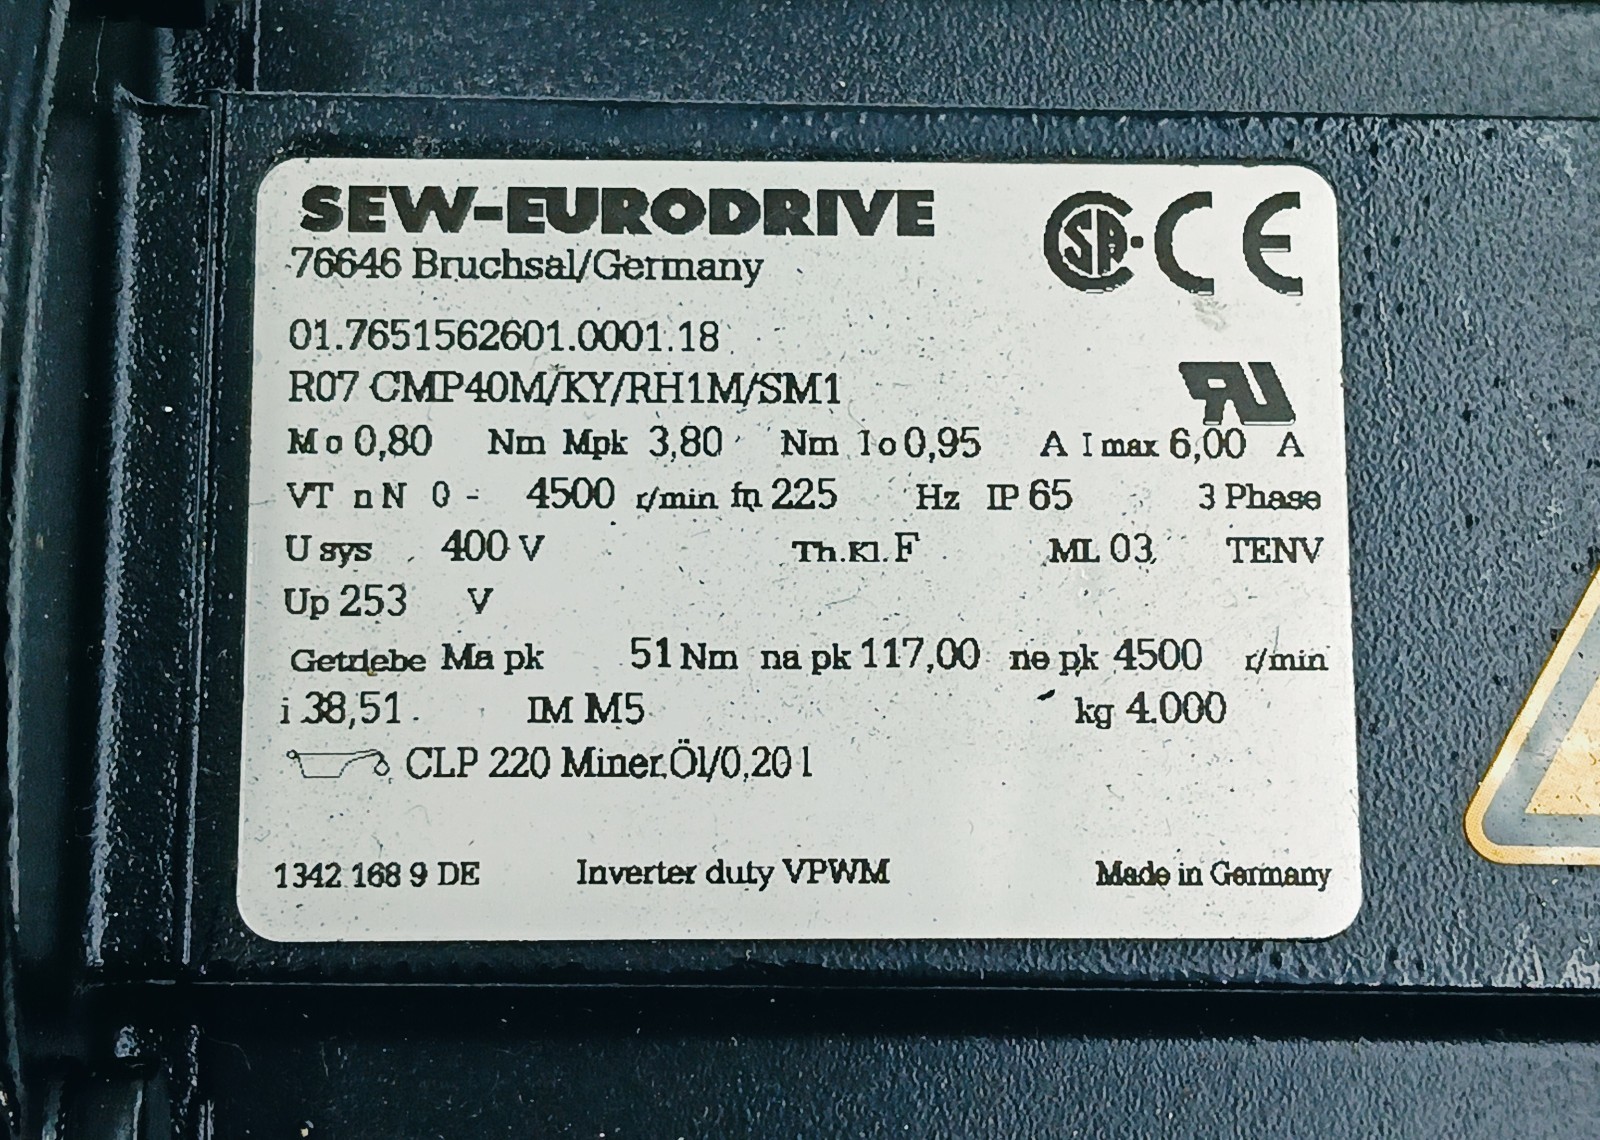 SEW-EURODRIVE
76646 Bruchsal/Germany
SA CE
01.7651562601.0001.18
R07 CMP40M/KY/RH1M/SM1
RU
Mo 0,80 Nm Mpk 3,80 Nm Io 0,95 A Imax 6,00 A
VT nN 0 - 4500 r/min fn 225 Hz IP 65 3 Phase
U sys 400 V Th.Kl. F ML 03 TENV
Up 253 V
Getriebe Ma pk 51 Nm na pk 117,00 ne pk 4500 r/min
i 38,51 IM M5 kg 4.000
CLP 220 Miner.Öl/0,20 l
1342 168 9 DE Inverter duty VPWM Made in Germany